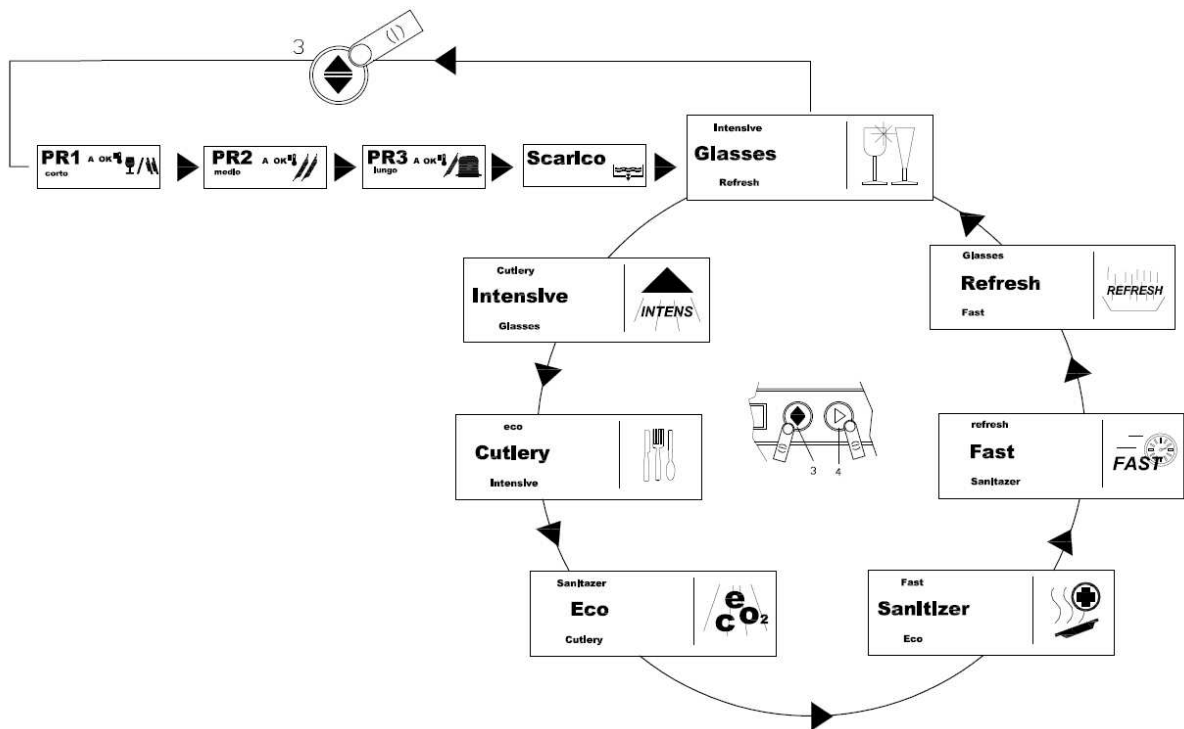 3
(I)
PR1 A OK
corto
PR2 A OK
medio
PR3 A OK
lungo
Scarico
Intensive
Glasses
Refresh
Cutlery
Intensive
INTENS
Glasses
Glasses
Refresh
REFRESH
Fast
eco
Cutlery
Intensive
3
4
refresh
Fast
FAST
Sanitazer
Sanitazer
Eco
eco2
Cutlery
Fast
Sanitizer
Eco